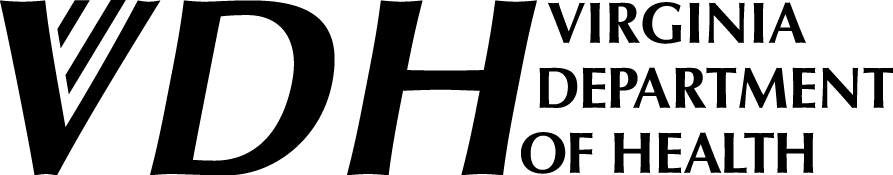 VDH
VIRGINIA
DEPARTMENT
OF HEALTH